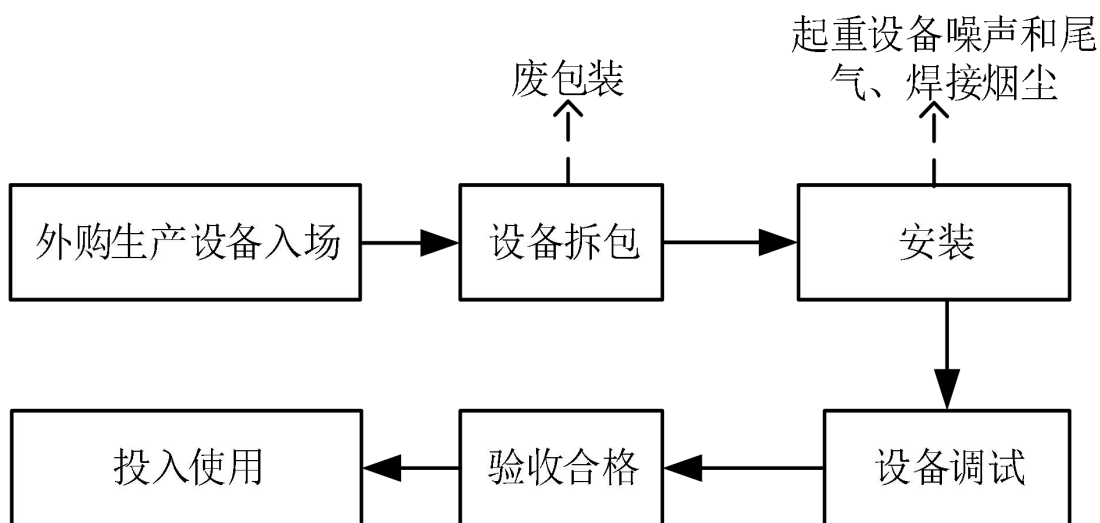 起重设备噪声和尾
气、焊接烟尘
废包装
外购生产设备入场
设备拆包
安装
投入使用
验收合格
设备调试